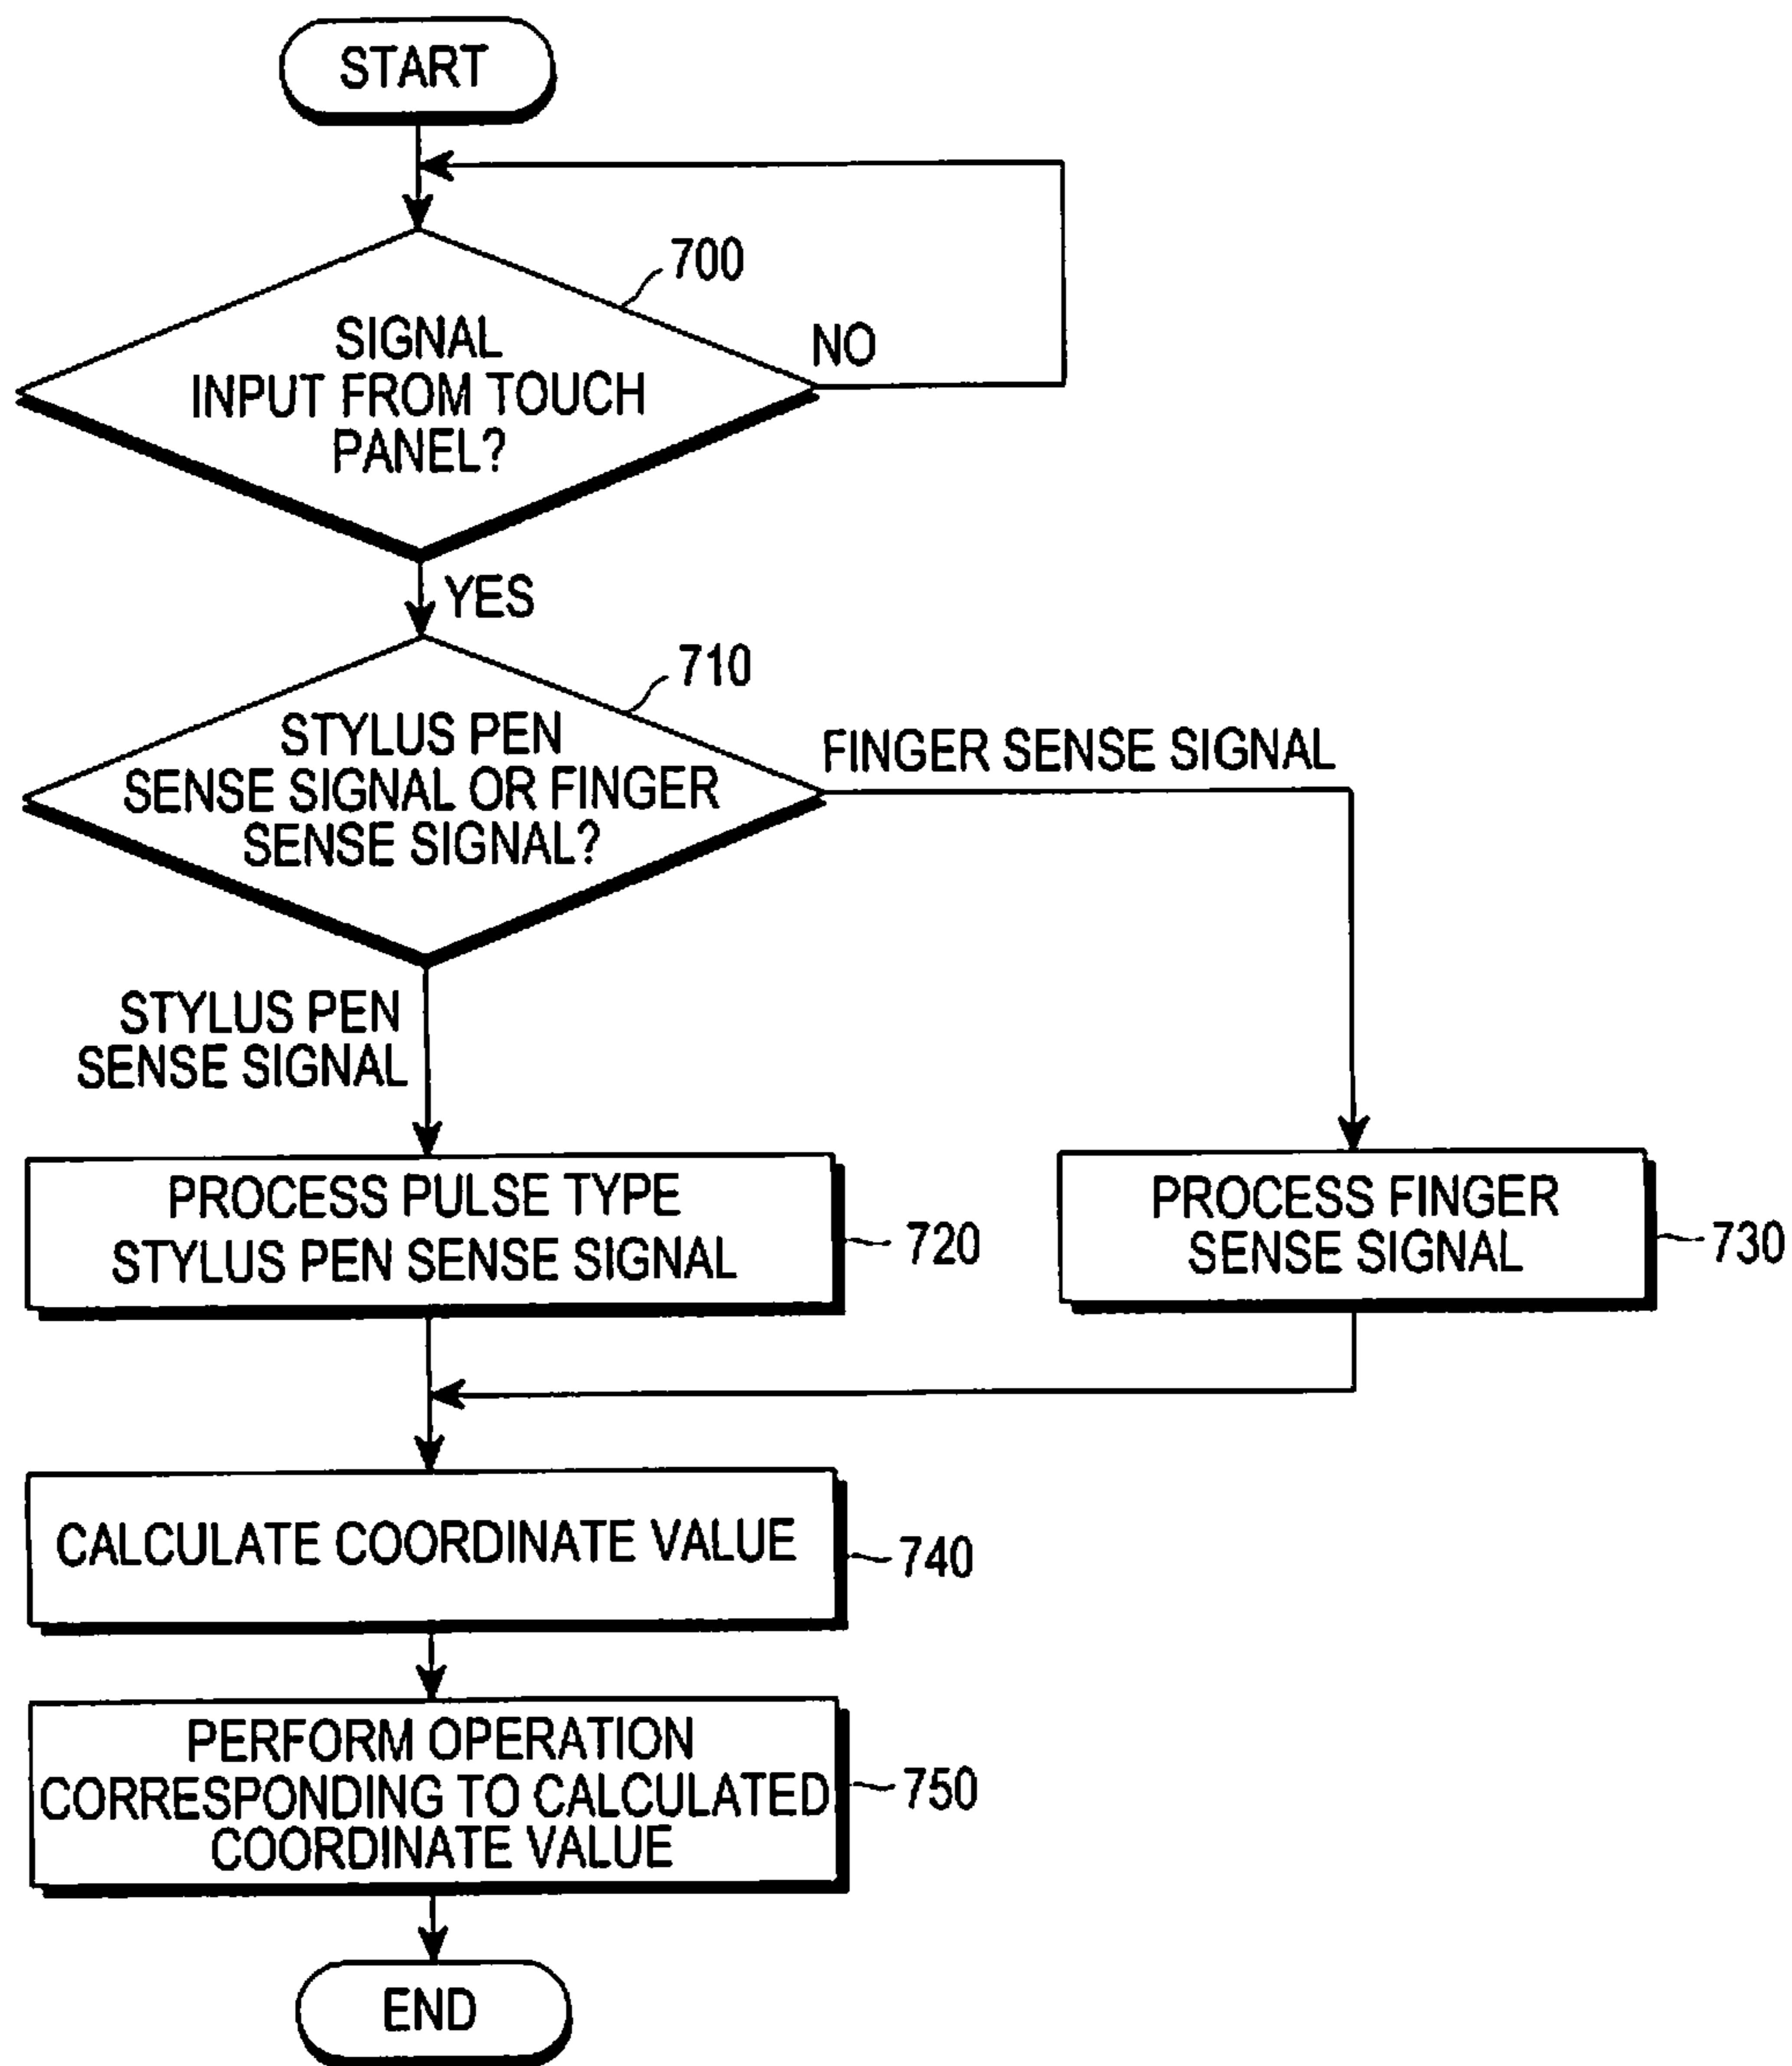 START
700
SIGNAL
INPUT FROM TOUCH
PANEL?
NO
YES
710
STYLUS PEN
SENSE SIGNAL OR FINGER
SENSE SIGNAL?
FINGER SENSE SIGNAL
STYLUS PEN
SENSE SIGNAL
PROCESS PULSE TYPE
STYLUS PEN SENSE SIGNAL
720
PROCESS FINGER
SENSE SIGNAL
730
CALCULATE COORDINATE VALUE
740
PERFORM OPERATION
CORRESPONDING TO CALCULATED
COORDINATE VALUE
750
END